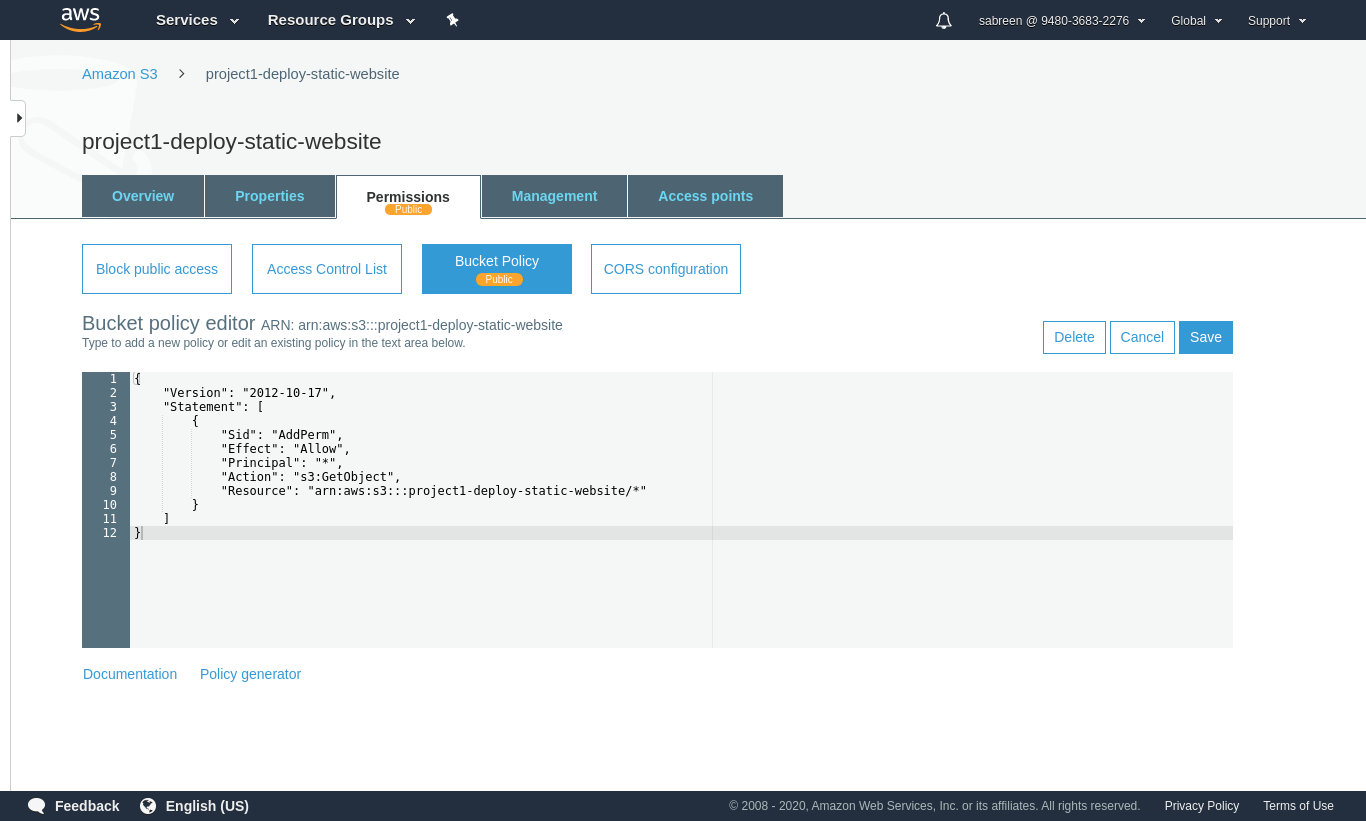 aws Services Resource Groups sabreen @ 9480-3683-2276 Global Support
Amazon S3 project1-deploy-static-website
project1-deploy-static-website
Overview Properties Permissions Management Access points
Public
Block public access Access Control List Bucket Policy CORS configuration
Public
Bucket policy editor ARN: arn:aws:s3:::project1-deploy-static-website
Type to add a new policy or edit an existing policy in the text area below.
Delete Cancel Save
1 {
2     "Version": "2012-10-17",
3     "Statement": [
4         {
5             "Sid": "AddPerm",
6             "Effect": "Allow",
7             "Principal": "*",
8             "Action": "s3:GetObject",
9             "Resource": "arn:aws:s3:::project1-deploy-static-website/*"
10         }
11     ]
12 }
Documentation Policy generator
Feedback English (US) © 2008 - 2020, Amazon Web Services, Inc. or its affiliates. All rights reserved. Privacy Policy Terms of Use